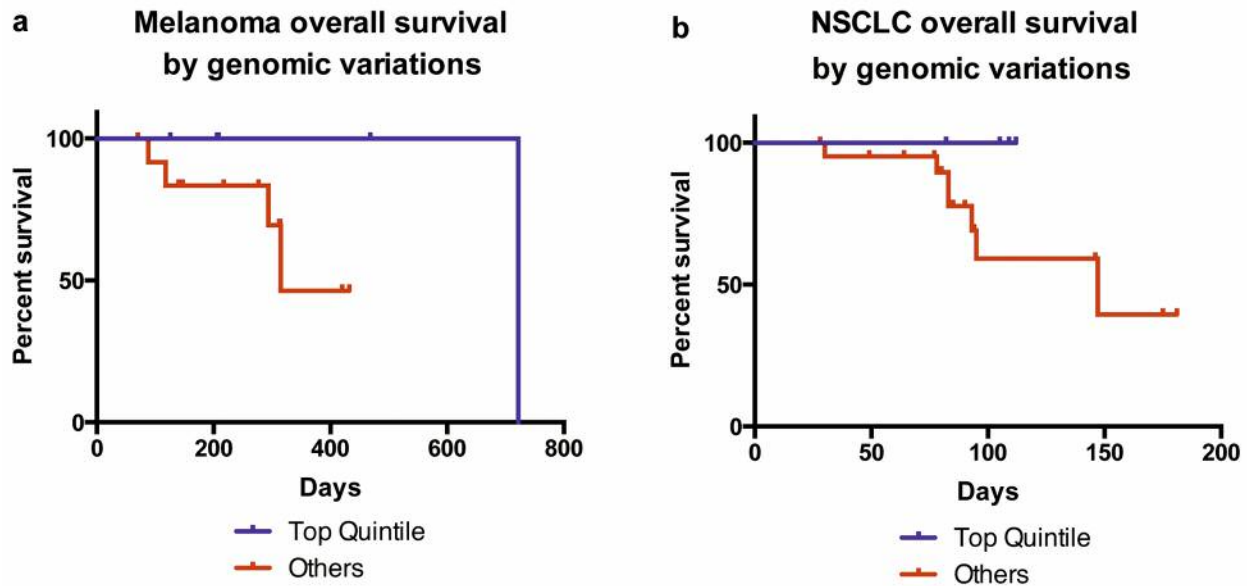 a
Melanoma overall survival
by genomic variations
100
50
0
Percent survival
0 200 400 600 800
Days
Top Quintile
Others
b
NSCLC overall survival
by genomic variations
100
50
0
Percent survival
0 50 100 150 200
Days
Top Quintile
Others